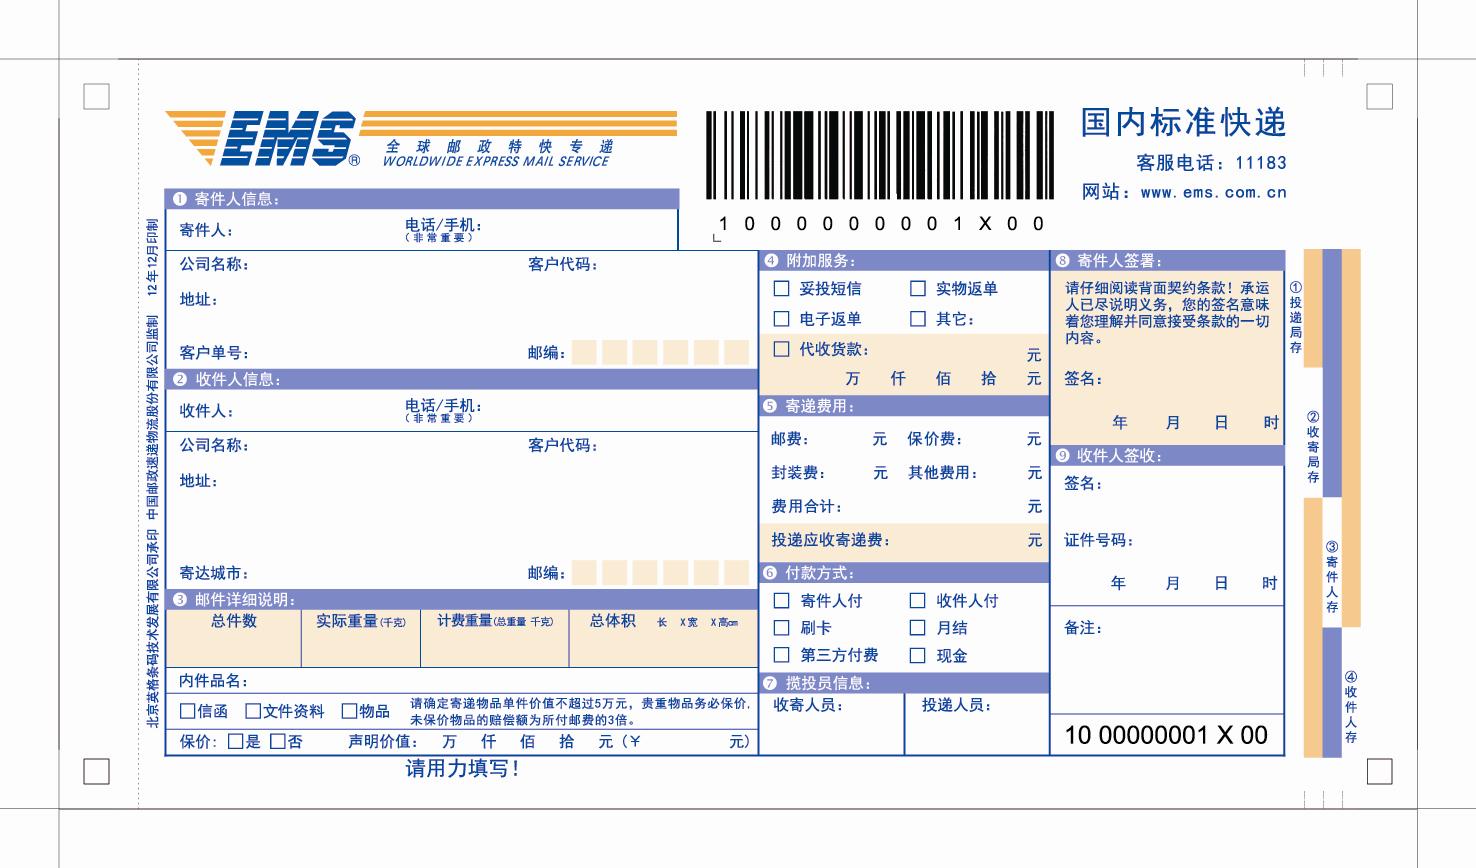 EMS®
全球邮政特快专递
WORLDWIDE EXPRESS MAIL SERVICE
1000000001X00
国内标准快递
客服电话：11183
网站：www.ems.com.cn
❶ 寄件人信息：
寄件人：
电话/手机：
（非常重要）
公司名称：
客户代码：
地址：
客户单号：
邮编：
❷ 收件人信息：
收件人：
电话/手机：
（非常重要）
公司名称：
客户代码：
地址：
寄达城市：
邮编：
❸ 邮件详细说明：
总件数
实际重量(千克)
计费重量(总重量 千克)
总体积 长 X宽 X高cm
内件品名：
信函 文件资料 物品
请确定寄递物品单件价值不超过5万元，贵重物品务必保价，
未保价物品的赔偿额为所付邮费的3倍。
保价：是 否 声明价值： 万 仟 佰 拾 元（￥ 元）
请用力填写！
❹ 附加服务：
妥投短信 实物返单
电子返单 其它：
代收货款： 元
万 仟 佰 拾 元
❺ 寄递费用：
邮费： 元 保价费： 元
封装费： 元 其他费用： 元
费用合计： 元
投递应收寄递费： 元
❻ 付款方式：
寄件人付 收件人付
刷卡 月结
第三方付费 现金
❼ 揽投员信息：
收寄人员： 投递人员：
❽ 寄件人签署：
请仔细阅读背面契约条款！承运
人已尽说明义务，您的签名意味
着您理解并同意接受条款的一切
内容。
签名：
年 月 日 时
❾ 收件人签收：
签名：
证件号码：
年 月 日 时
备注：
10 00000001 X 00
①投递局存
②收寄局存
③寄件人存
④收件人存
北京英格条码技术发展有限公司承印 中国邮政速递物流股份有限公司监制 12年12月印制